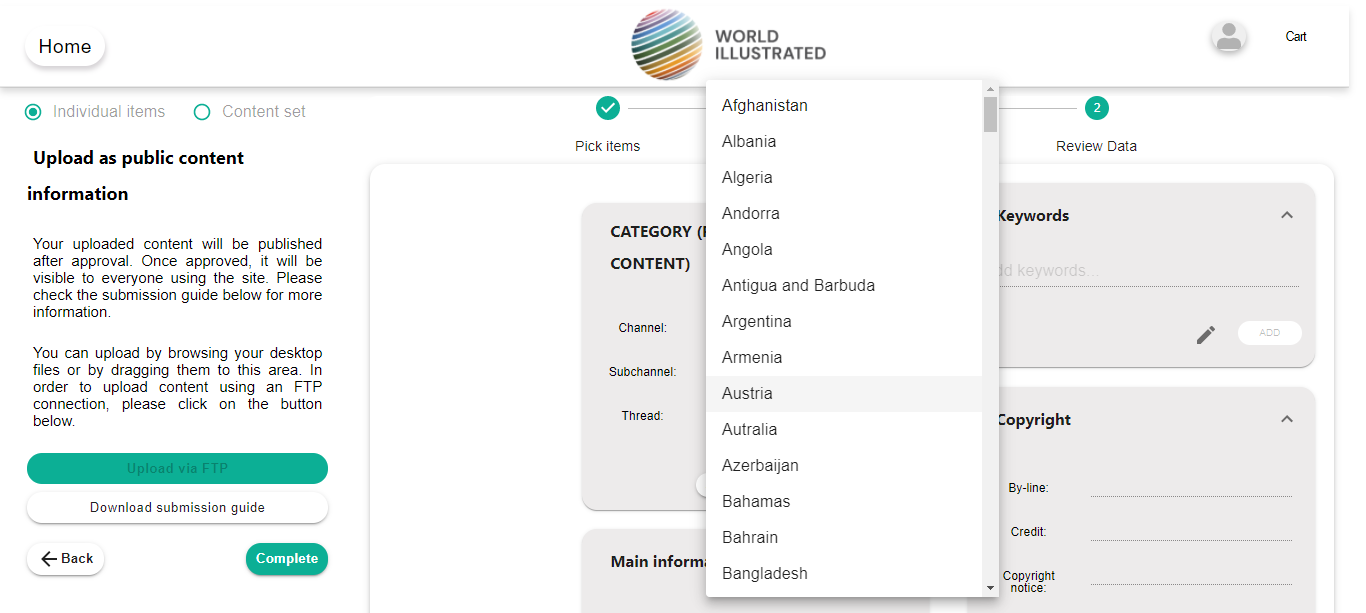 Home
WORLD
ILLUSTRATED
Cart
Individual items
Content set
Upload as public content
information
Your uploaded content will be published
after approval. Once approved, it will be
visible to everyone using the site. Please
check the submission guide below for more
information.
You can upload by browsing your desktop
files or by dragging them to this area. In
order to upload content using an FTP
connection, please click on the button
below.
Upload via FTP
Download submission guide
Back
Complete
Pick items
2
Review Data
CATEGORY
CONTENT)
Channel:
Subchannel:
Thread:
Main
Afghanistan
Albania
Algeria
Andorra
Angola
Antigua and Barbuda
Argentina
Armenia
Austria
Autralia
Azerbaijan
Bahamas
Bahrain
Bangladesh
Keywords
keywords...
ADD
Copyright
By-line:
Credit:
Copyright
notice: